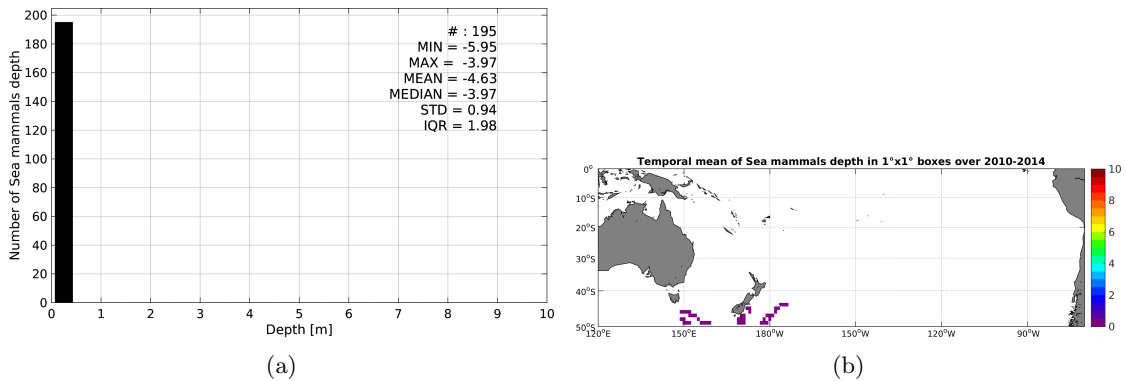 Number of Sea mammals depth
200
180
160
140
120
100
80
60
40
20
0
# : 195
MIN = -5.95
MAX = -3.97
MEAN = -4.63
MEDIAN = -3.97
STD = 0.94
IQR = 1.98
0 1 2 3 4 5 6 7 8 9 10
Depth [m]
(a)
Temporal mean of Sea mammals depth in 1°x1° boxes over 2010-2014
0°
10°S
20°S
30°S
40°S
50°S
120°E 150°E 180°W 150°W 120°W 90°W
10
8
6
4
2
0
(b)